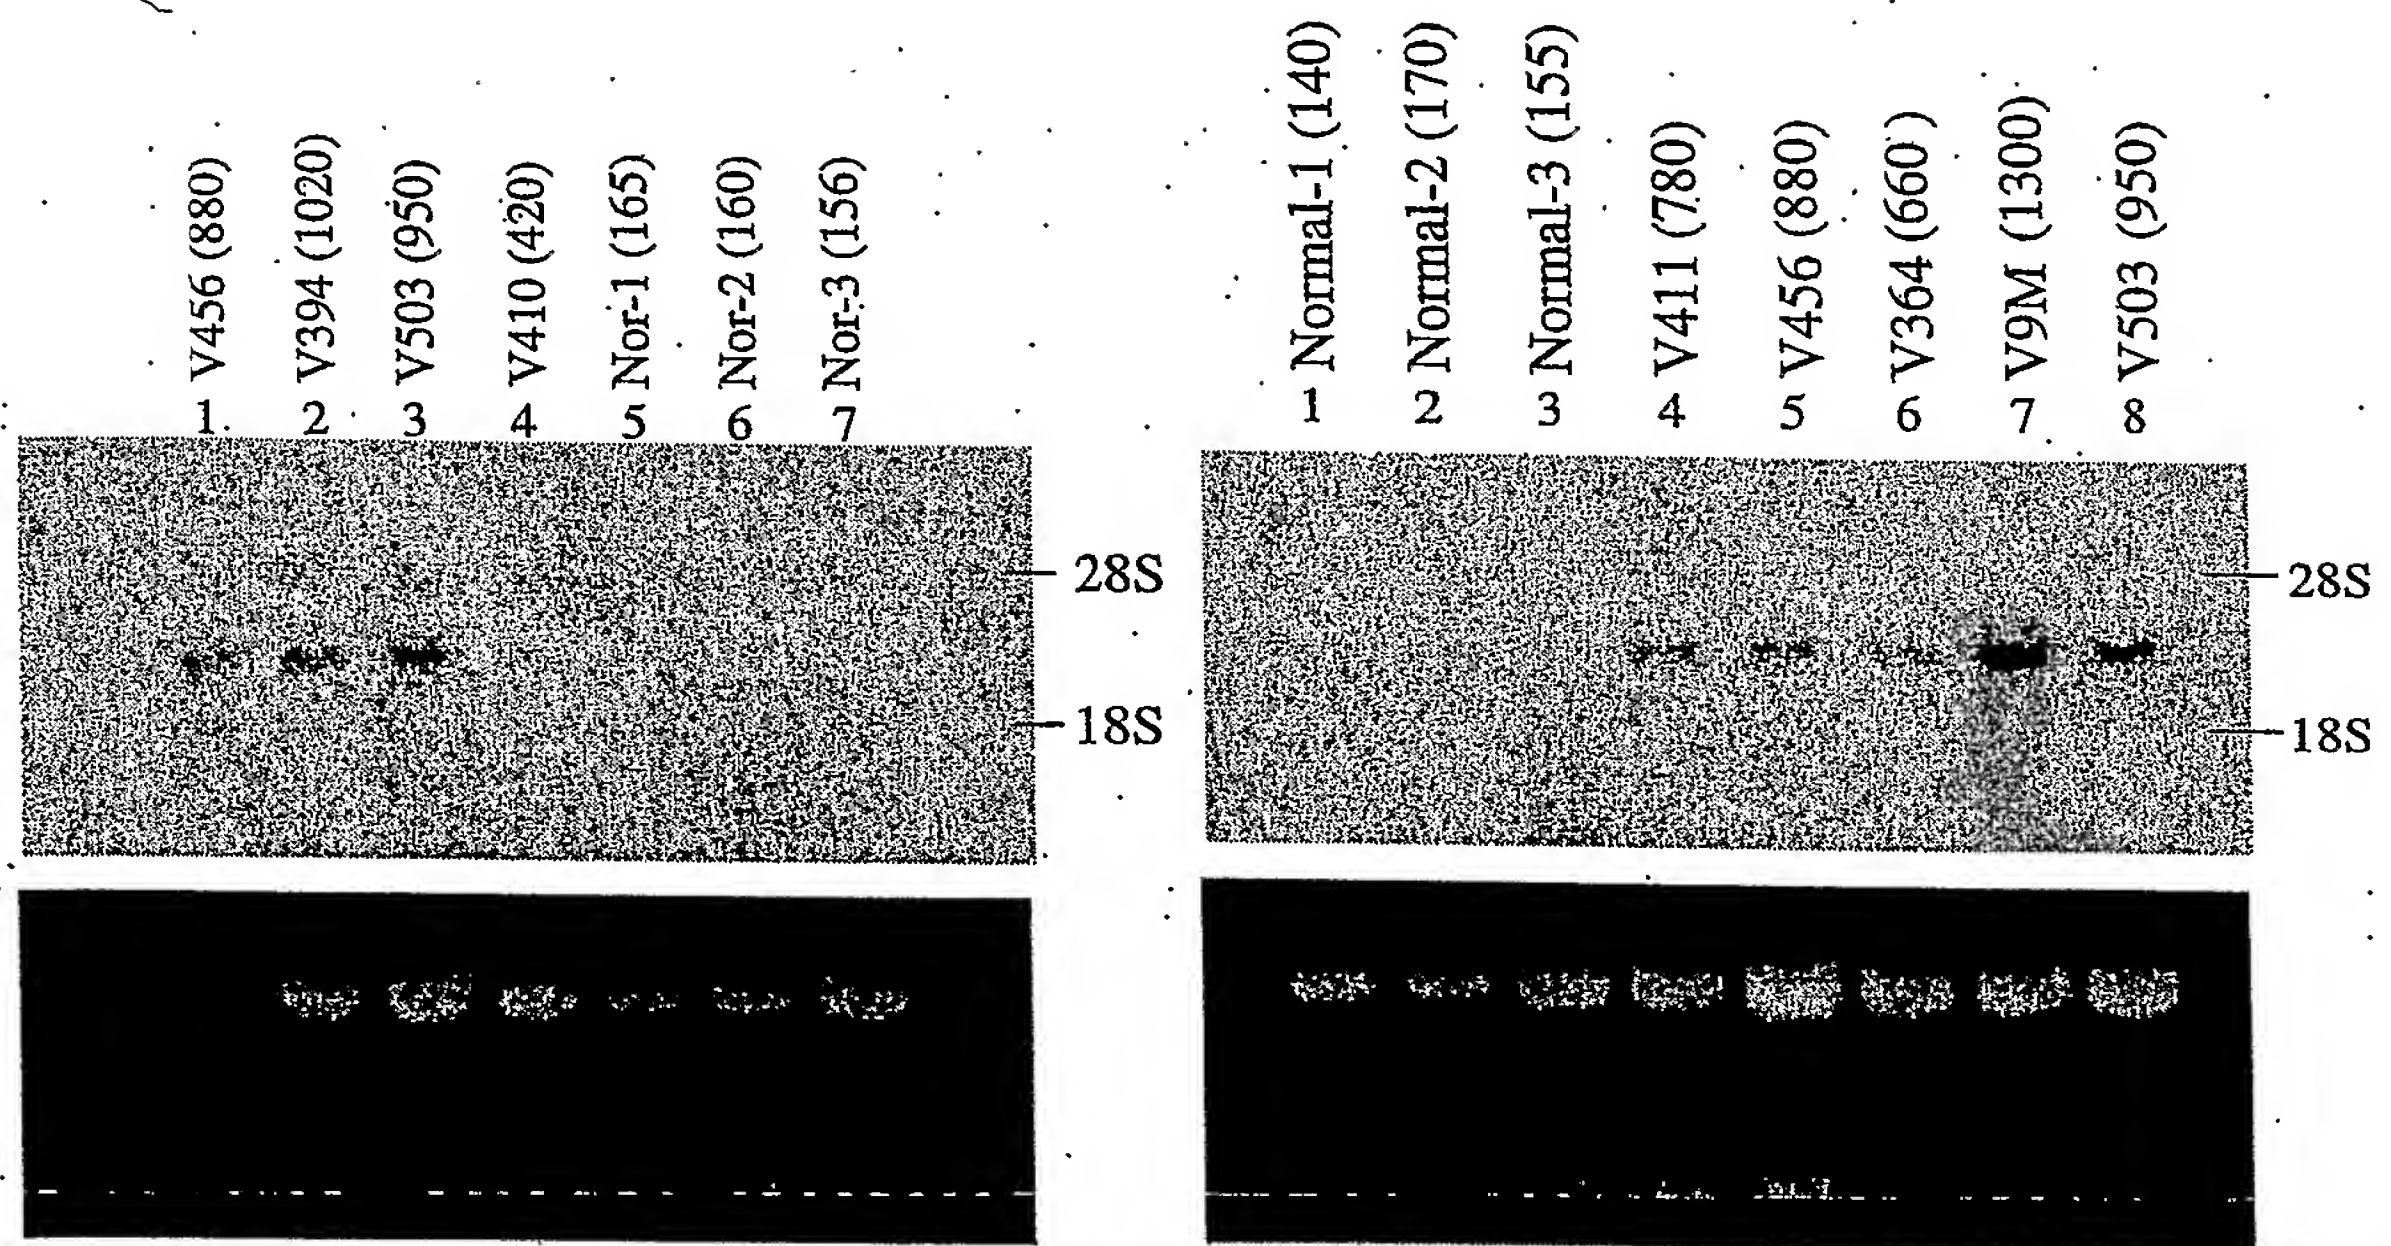 V456 (880)
V394 (1020)
V503 (950)
V410 (420)
Nor-1 (165)
Nor-2 (160)
Nor-3 (156)
1 2 3 4 5 6 7
28S
18S
Normal-1 (140)
Normal-2 (170)
Normal-3 (155)
V411 (780)
V456 (880)
V364 (660)
V9M (1300)
V503 (950)
1 2 3 4 5 6 7 8
28S
18S